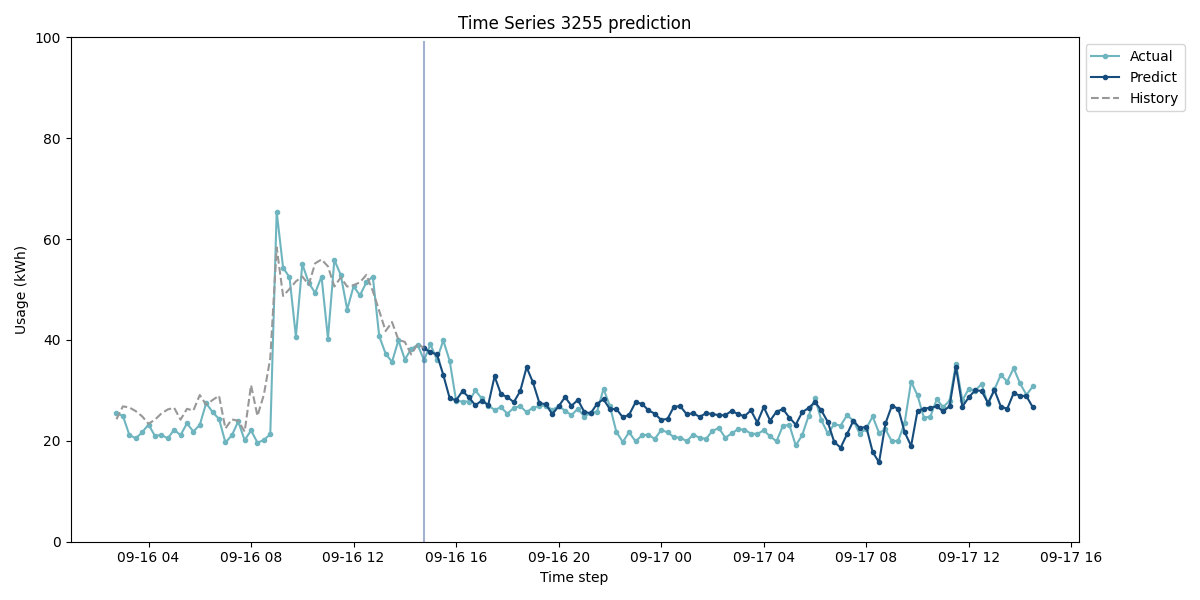 Time Series 3255 prediction
Usage (kWh)
100
80
60
40
20
0
09-16 04
09-16 08
09-16 12
09-16 16
09-16 20
09-17 00
09-17 04
09-17 08
09-17 12
09-17 16
Time step
Actual
Predict
History